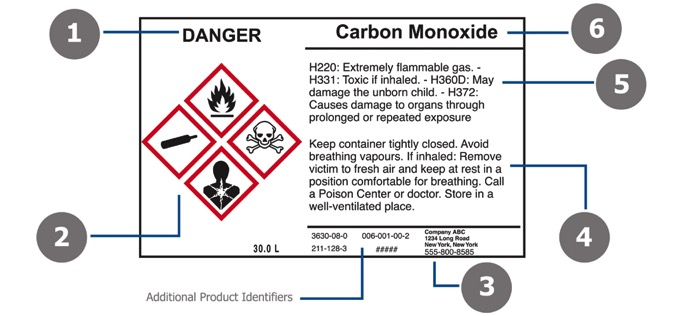 1
DANGER
Carbon Monoxide
6
H220: Extremely flammable gas. -
H331: Toxic if inhaled. - H360D: May
damage the unborn child. - H372:
Causes damage to organs through
prolonged or repeated exposure
5
Keep container tightly closed. Avoid
breathing vapours. If inhaled: Remove
victim to fresh air and keep at rest in a
position comfortable for breathing. Call
a Poison Center or doctor. Store in a
well-ventilated place.
4
2
30.0 L
3630-08-0 006-001-00-2
211-128-3 #####
Company ABC
1234 Long Road
New York, New York
555-800-8585
3
Additional Product Identifiers